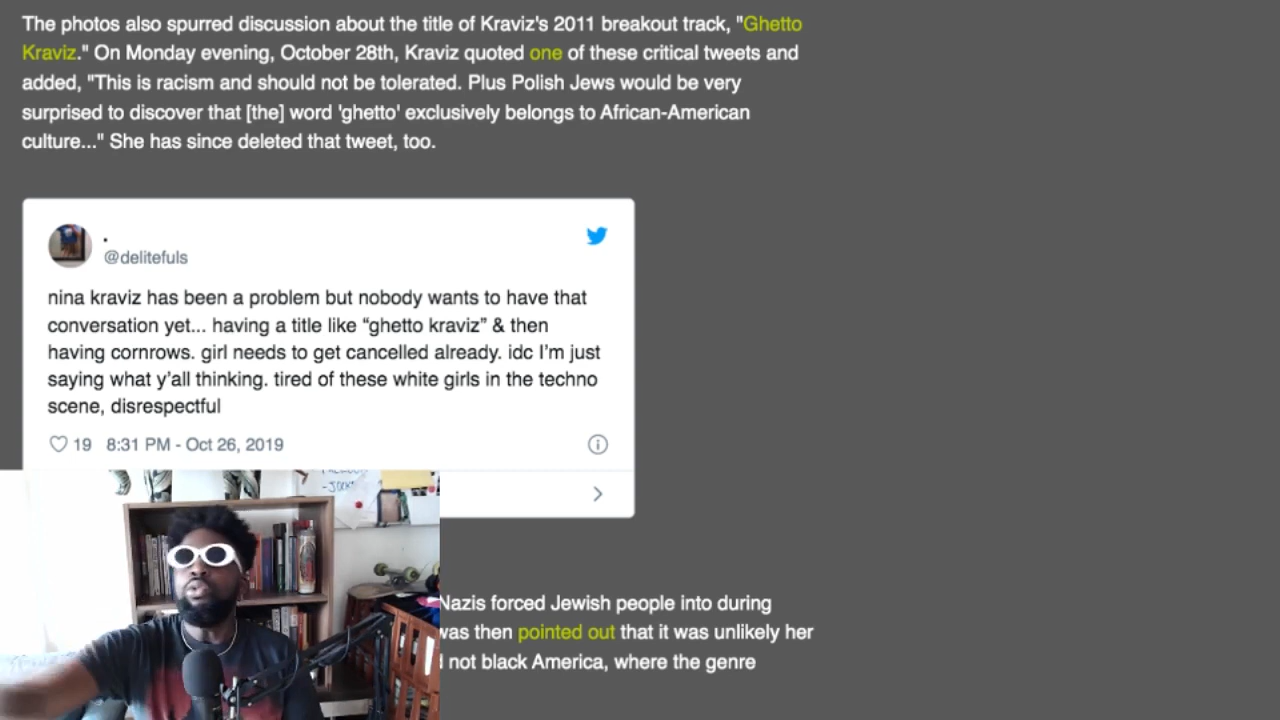 The photos also spurred discussion about the title of Kraviz's 2011 breakout track, "Ghetto
Kraviz." On Monday evening, October 28th, Kraviz quoted one of these critical tweets and
added, "This is racism and should not be tolerated. Plus Polish Jews would be very
surprised to discover that [the] word 'ghetto' exclusively belongs to African-American
culture..." She has since deleted that tweet, too.
.
@delitefuls
nina kraviz has been a problem but nobody wants to have that
conversation yet... having a title like “ghetto kraviz” & then
having cornrows. girl needs to get cancelled already. idc I’m just
saying what y’all thinking. tired of these white girls in the techno
scene, disrespectful
19 8:31 PM - Oct 26, 2019
Nazis forced Jewish people into during
was then pointed out that it was unlikely her
not black America, where the genre